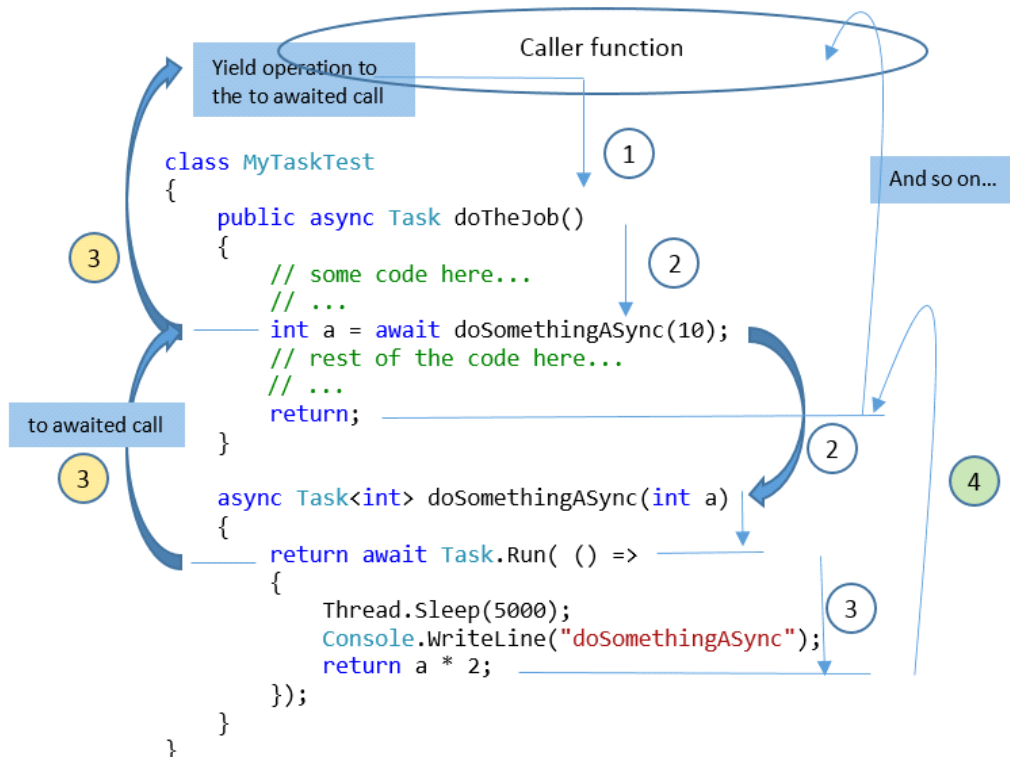 Caller function
Yield operation to
the to awaited call
1
class MyTaskTest
And so on...
{
public async Task doTheJob()
{
3
2
// some code here...
// ...
int a = await doSomethingASync(10);
// rest of the code here...
// ...
to awaited call
return;
}
2
3
4
async Task<int> doSomethingASync(int a)
{
return await Task.Run( () =>
{
3
Thread.Sleep(5000);
Console.WriteLine("doSomethingASync");
return a * 2;
});
}
}